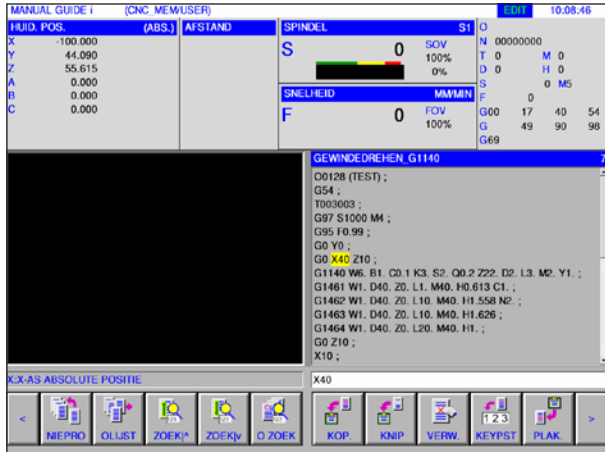 MANUAL GUIDE i (CNC_MEM/USER) EDIT 10:08:46
HUID. POS. (ABS.) AFSTAND SPINDEL S1 O
X -100.000 N 00000000
Y 44.090 S 0 SOV T 0 M 0
Z 55.615 100% D 0 H 0
A 0.000 0% S 0 M5
B 0.000 SNELHEID MM/MIN F 0
C 0.000 F 0 FOV G00 17 40 54
100% G 49 90 98
G69
GEWINDEDREHEN_G1140 7
O0128 (TEST) ;
G54 ;
T003003 ;
G97 S1000 M4 ;
G95 F0.99 ;
G0 Y0 ;
G0 X40 Z10 ;
G1140 W6. B1. C0.1 K3. S2. Q0.2 Z22. D2. L3. M2. Y1. ;
G1461 W1. D40. Z0. L1. M40. H0.613 C1. ;
G1462 W1. D40. Z0. L10. M40. H1.558 N2. ;
G1463 W1. D40. Z0. L10. M40. H1.626 ;
G1464 W1. D40. Z0. L20. M40. H1. ;
G0 Z10 ;
X10 ;
X:X-AS ABSOLUTE POSITIE X40
< NIEPRO OLIJST ZOEK|^ ZOEK|v O ZOEK KOP. KNIP VERW. KEYPST PLAK. >
123